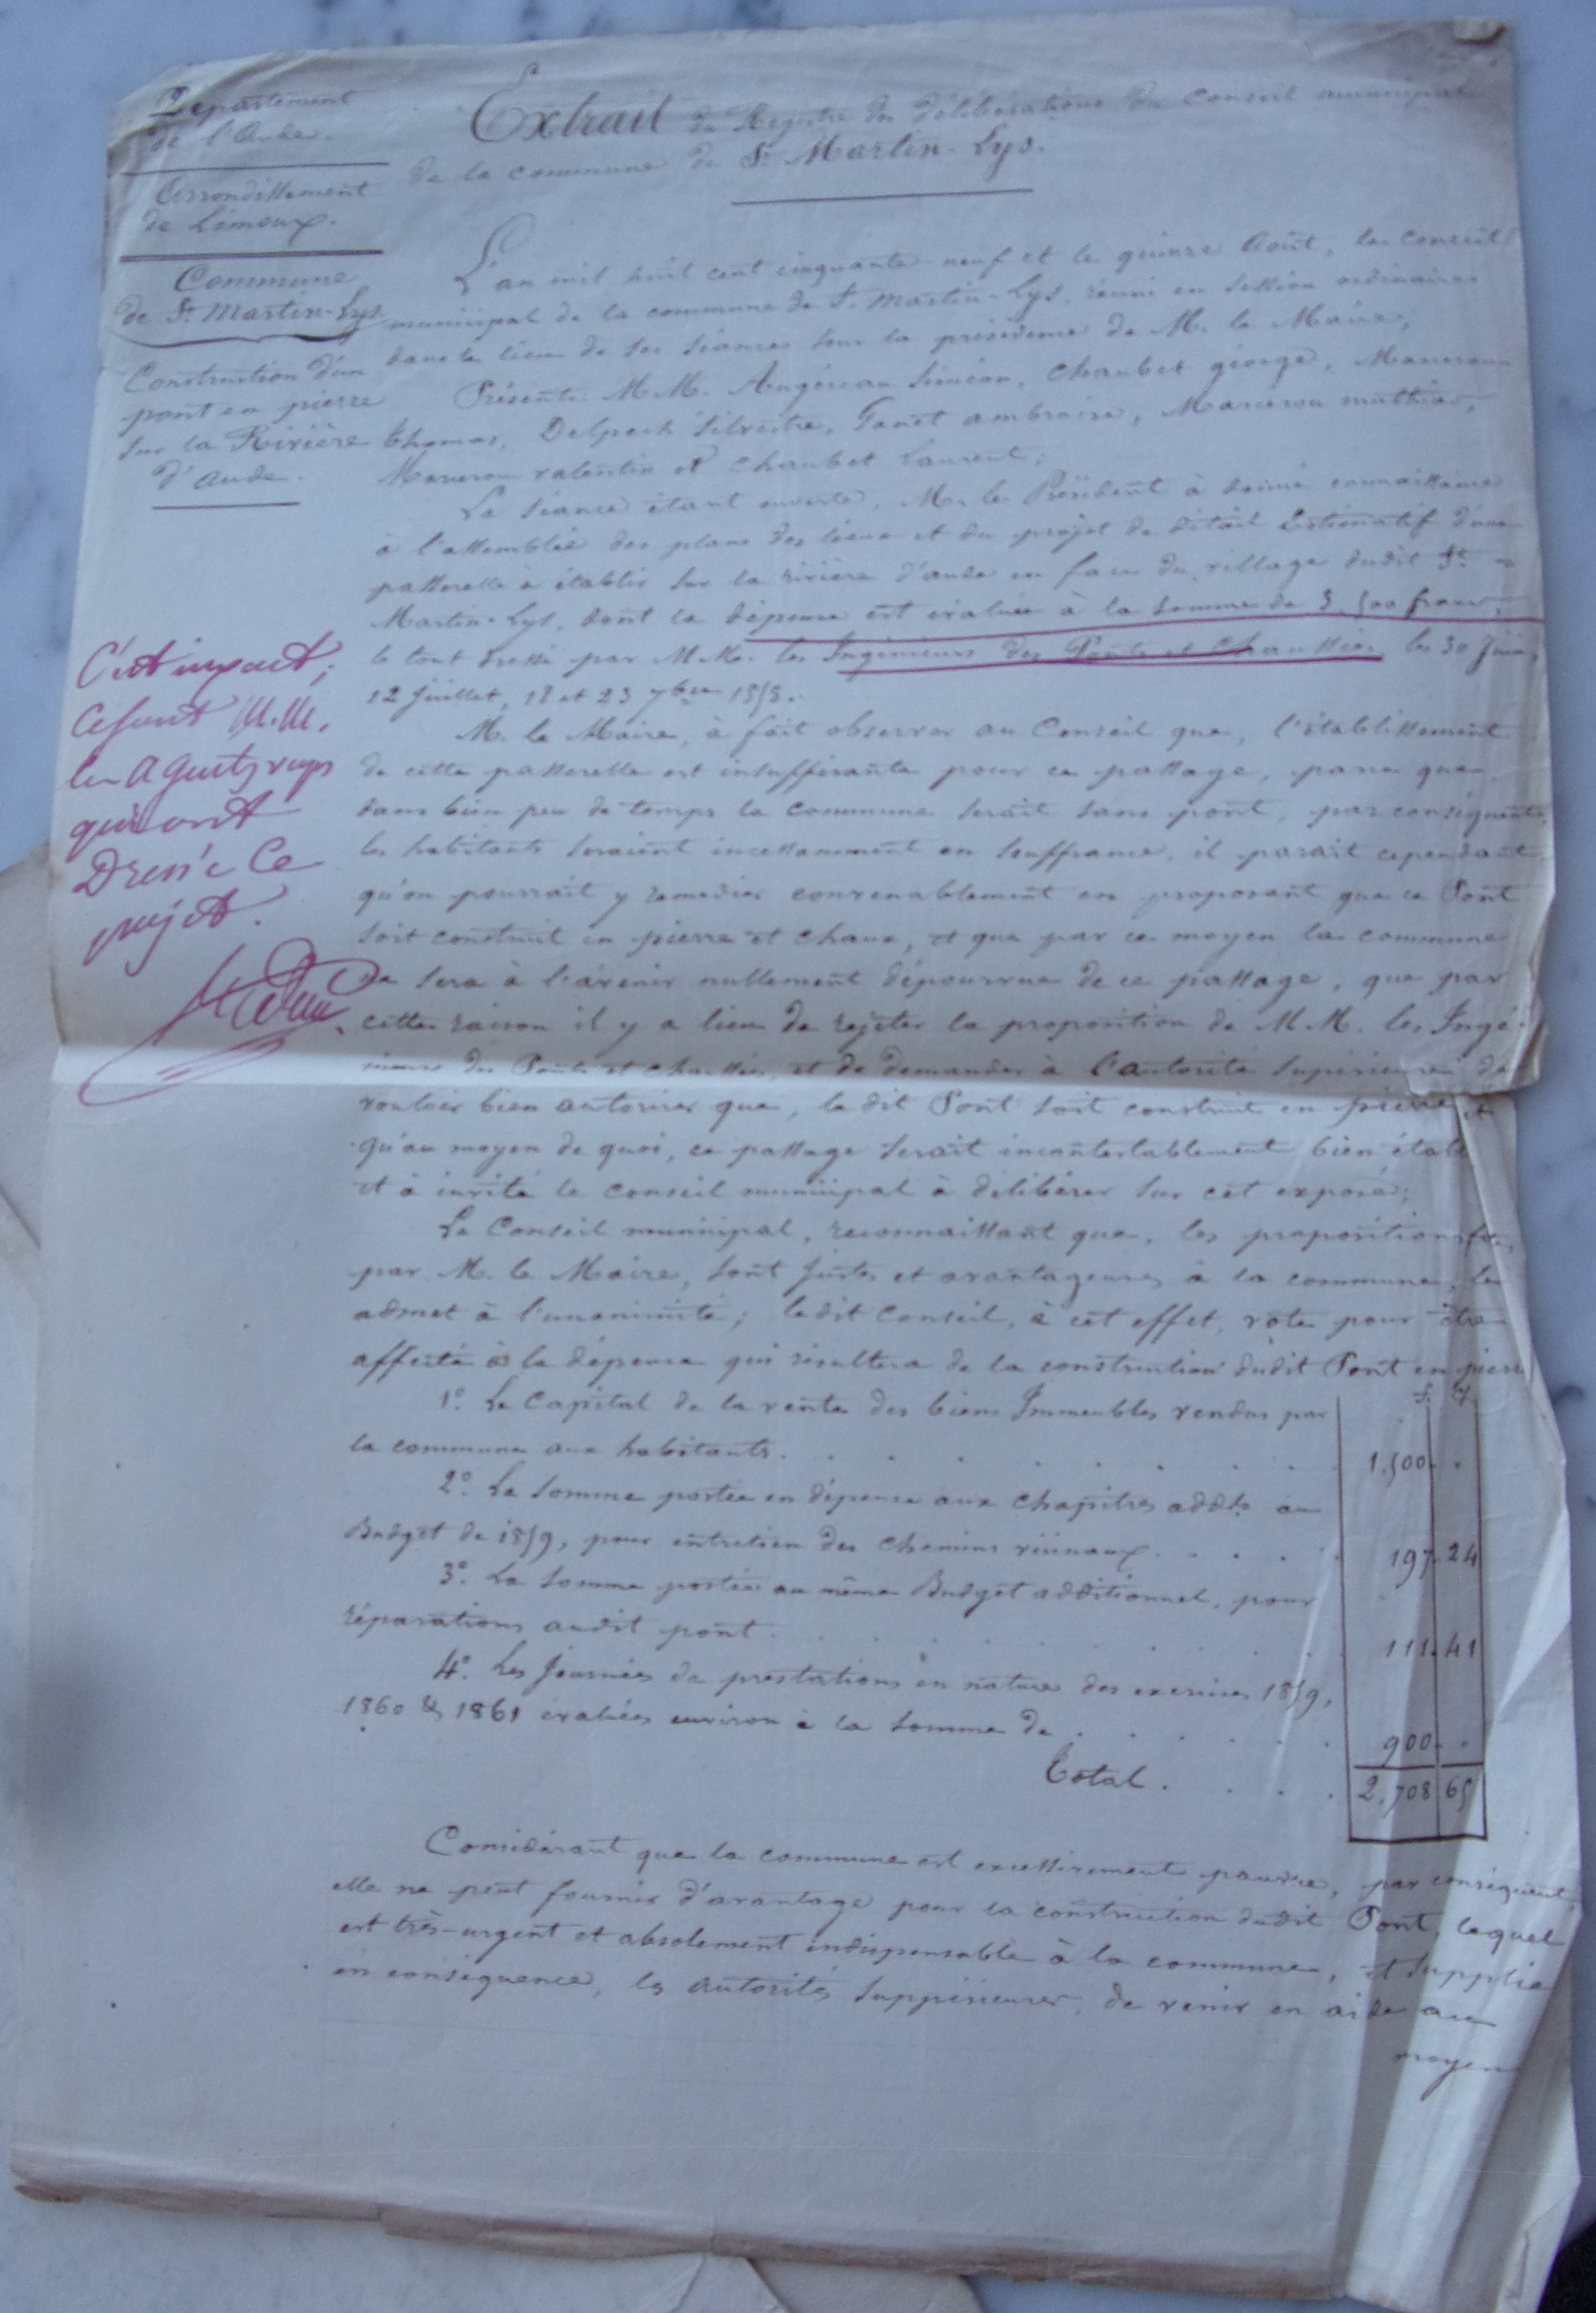 Département
de l'Aude.
Arrondissement
de Limoux.
Commune
de St. Martin-Lys.
Construction d'un
pont en pierre
sur la Rivière
d'Aude.
Extrait du Registre des délibérations du Conseil municipal
de la commune de St. Martin-Lys.
L'an mil huit cent cinquante-neuf et le quinze Août, le conseil
municipal de la commune de St. Martin-Lys, réuni en session ordinaire
dans le lieu de ses séances sous la présidence de M. le Maire,
Présents: M.M. Augereau Siméon, Chaubet géorge,
thomas, Delpech Silvestre, ambroise, mathieu,
valentin et Chaubet Laurent;
La séance étant ouverte, M. le Président à donné connaissance
à l'assemblée des plans des lieux et du projet de détail Estimatif d'une
passerelle à établir sur la rivière d'aude en face du village dudit St.
Martin-Lys, dont la dépense est évaluée à la somme de 3.500 francs,
le tout dressé par M.M. les Ingénieurs des Ponts et Chaussées les 30 Juin,
12 Juillet, 18 et 23 7bre 1858.
M. le Maire, à fait observer au Conseil que, l'établissement
de cette passerelle est insuffisante pour ce passage, parce que
dans bien peu de temps la commune serait sans pont, par conséquent,
les habitants seraient incessamment en souffrance, il parait cependant
qu'on pourrait y remedier convenablement en proposant que ce Pont
soit construit en pierre et chaux, et que par ce moyen la commune
ne sera à l'avenir nullement dépourvue de ce passage, que par
cette raison il y a lieu de rejeter la proposition de M.M. les Ingé-
nieurs des Ponts et chaussées, et de demander à l'autorité Supérieure de
vouloir bien autoriser que, le dit Pont soit construit en pierre et
qu'au moyen de quoi, ce passage serait incontestablement bien établi
et à invité le conseil municipal à délibérer sur cet exposé;
Le Conseil municipal, reconnaissant que, les propositions faites
par M. le Maire, sont justes et avantageuses à la commune, les
admet à l'unanimité; ledit Conseil, à cet effet, vote pour être
affecté à la dépense qui résultera de la construction dudit Pont en pierre
f. c.
1°. Le Capital de la vente des biens Immeubles vendus par
la commune aux habitants. 1.500. "
2°. La Somme portée en dépense aux chapitres addls au
Budget de 1859, pour entretien des Chemins vicinaux. 197. 24
3°. La Somme portée au même Budget additionnel, pour
réparations audit pont. 111. 41
4°. Les Journées de prestations en nature des exercices 1859,
1860 & 1861 évaluées environ à la somme de 900. "
Total. 2.708 65
Considérant que la commune est excessivement pauvre, par conséquent
elle ne peut fournir d'avantage pour la construction dudit Pont, lequel
est très-urgent et absolement indispensable à la commune, et supplie
en conséquence, les autorités suppérieures, de venir en aide au
moyen
C'est inexact;
ce sont M.M.
les Agents voyers
qui ont
Dressé ce
projet.